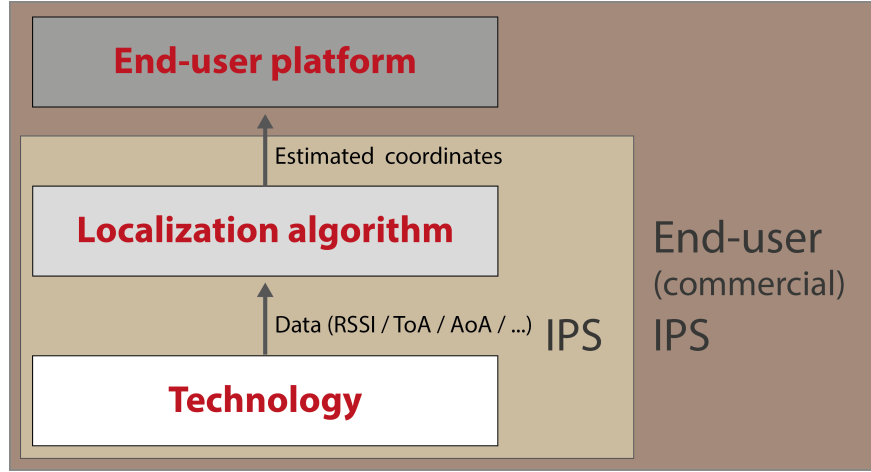 End-user platform
Estimated coordinates
Localization algorithm
End-user
(commercial)
IPS
Data (RSSI / ToA / AoA / ...)
IPS
Technology